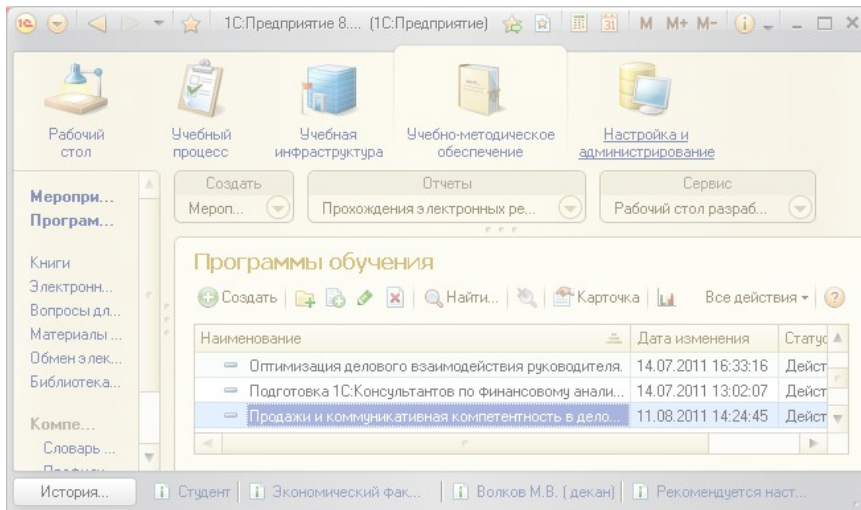 1С:Предприятие 8.... (1С:Предприятие) 31 M M+ M-
Рабочий стол
Учебный процесс
Учебная инфраструктура
Учебно-методическое обеспечение
Настройка и администрирование
Создать
Мероп...
Отчеты
Прохождения электронных ре...
Сервис
Рабочий стол разраб...
Меропри...
Програм...
Книги
Электронн...
Вопросы дл...
Материалы ...
Обмен элек...
Библиотека...
Компе...
Словарь ...
Программы обучения
Создать Найти... Карточка Все действия ?
Наименование Дата изменения Статус
Оптимизация делового взаимодействия руководителя. 14.07.2011 16:33:16 Дейст
Подготовка 1С:Консультантов по финансовому анали... 14.07.2011 13:02:07 Дейст
Продажи и коммуникативная компетентность в дело... 11.08.2011 14:24:45 Дейст
История... Студент Экономический фак... Волков М.В. (декан) Рекомендуется наст...